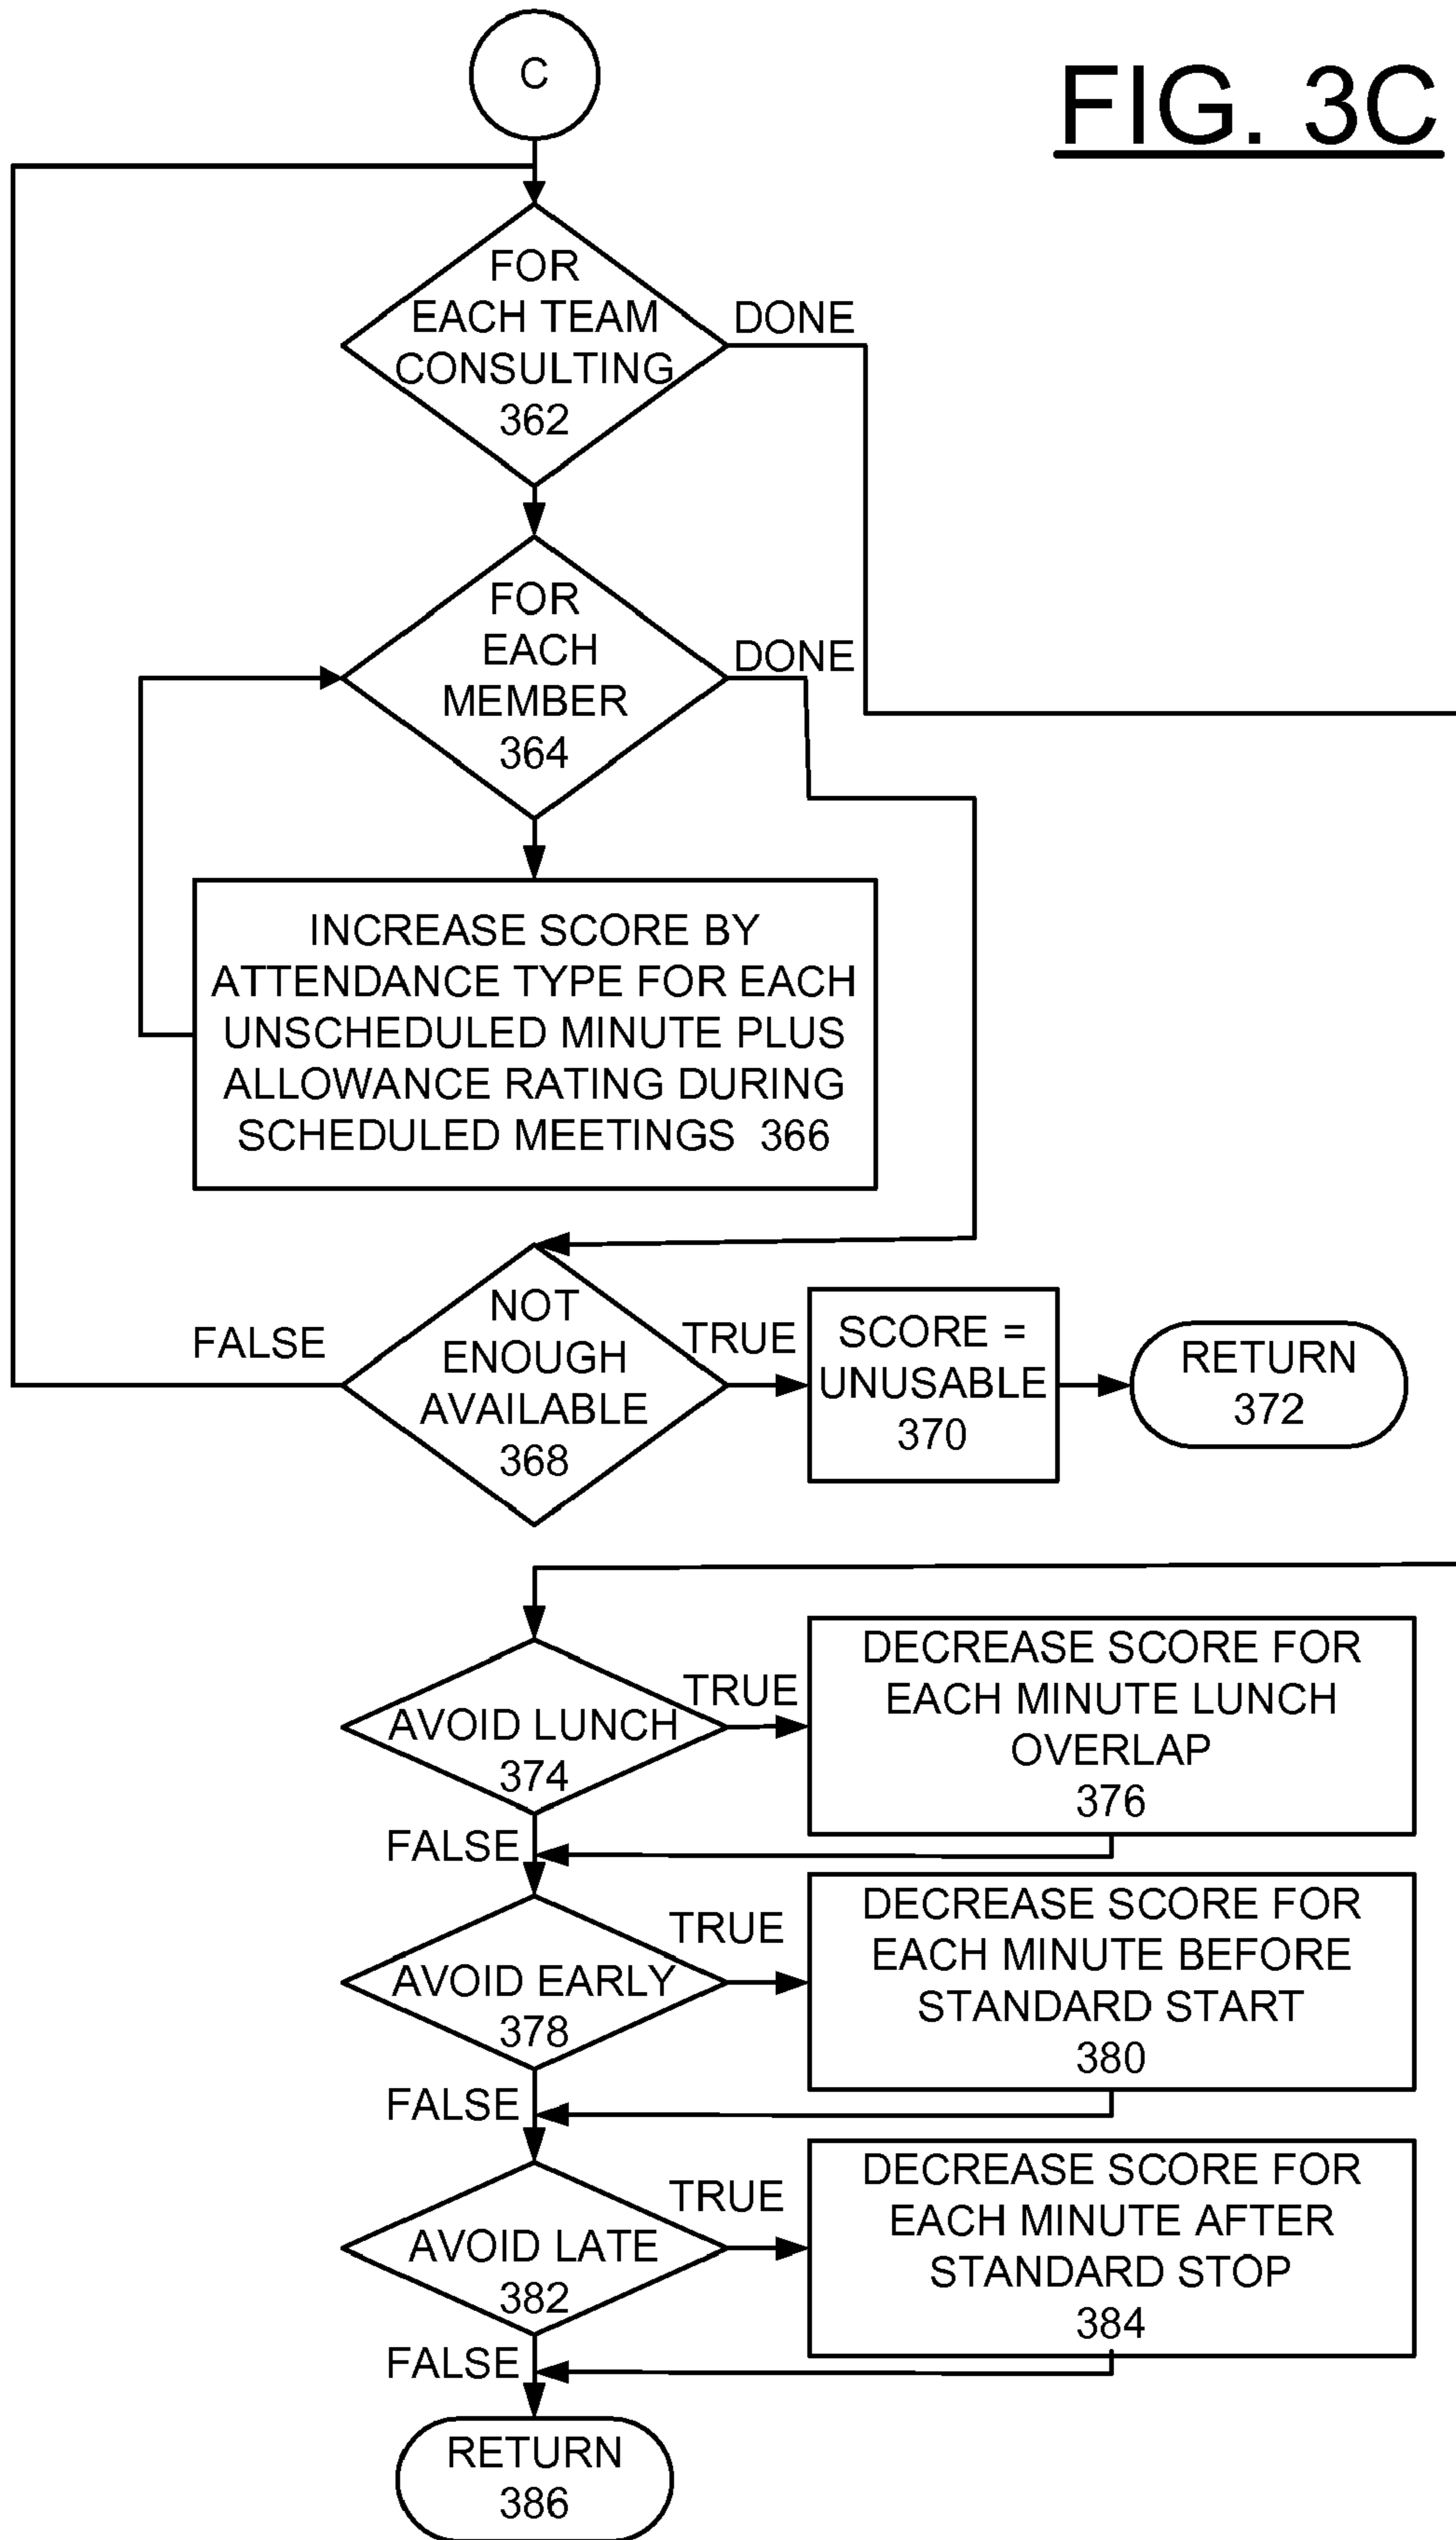 C
FIG. 3C
FOR
EACH TEAM
CONSULTING
362
DONE
FOR
EACH
MEMBER
364
DONE
INCREASE SCORE BY
ATTENDANCE TYPE FOR EACH
UNSCHEDULED MINUTE PLUS
ALLOWANCE RATING DURING
SCHEDULED MEETINGS 366
FALSE
NOT
ENOUGH
AVAILABLE
368
TRUE
SCORE =
UNUSABLE
370
RETURN
372
AVOID LUNCH
374
TRUE
DECREASE SCORE FOR
EACH MINUTE LUNCH
OVERLAP
376
FALSE
AVOID EARLY
378
TRUE
DECREASE SCORE FOR
EACH MINUTE BEFORE
STANDARD START
380
FALSE
AVOID LATE
382
TRUE
DECREASE SCORE FOR
EACH MINUTE AFTER
STANDARD STOP
384
FALSE
RETURN
386